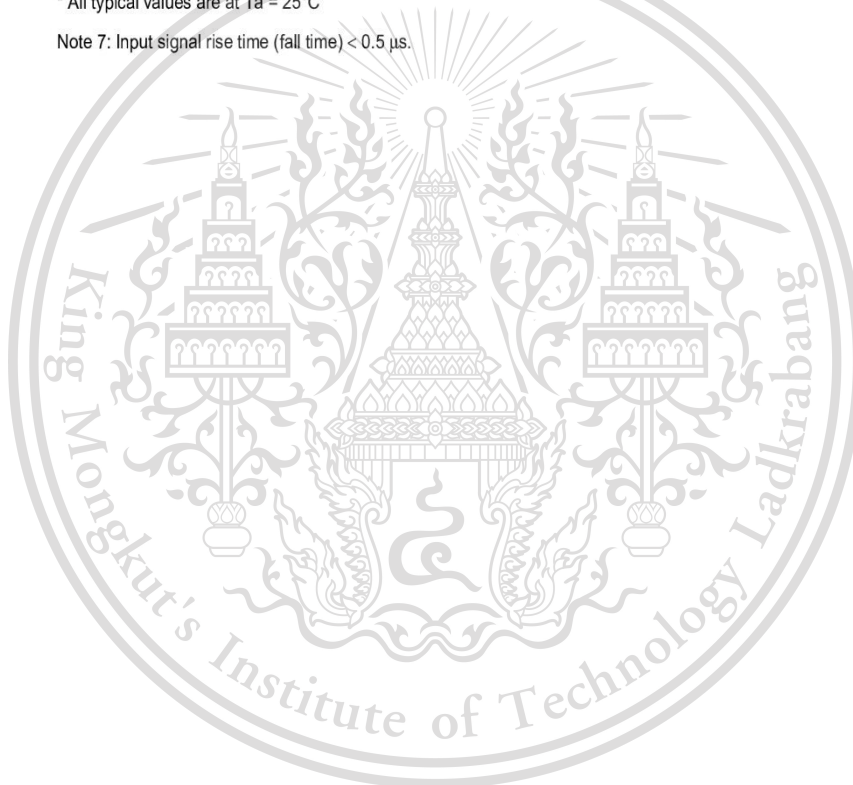 * All typical values are at Ta = 25°C
Note 7: Input signal rise time (fall time) < 0.5 μs.
King Mongkut's Institute of Technology Ladkrabang